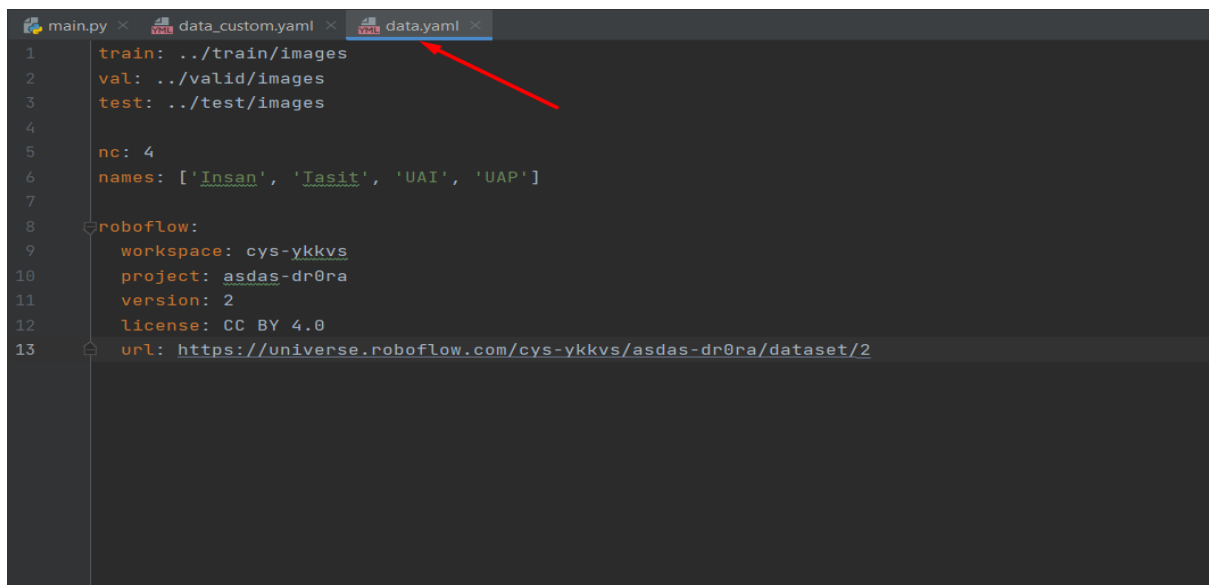 main.py × data_custom.yaml × data.yaml ×
1 train: ../train/images
2 val: ../valid/images
3 test: ../test/images
4
5 nc: 4
6 names: ['Insan', 'Tasit', 'UAI', 'UAP']
7
8 roboflow:
9 workspace: cys-ykkvs
10 project: asdas-dr0ra
11 version: 2
12 license: CC BY 4.0
13 url: https://universe.roboflow.com/cys-ykkvs/asdas-dr0ra/dataset/2